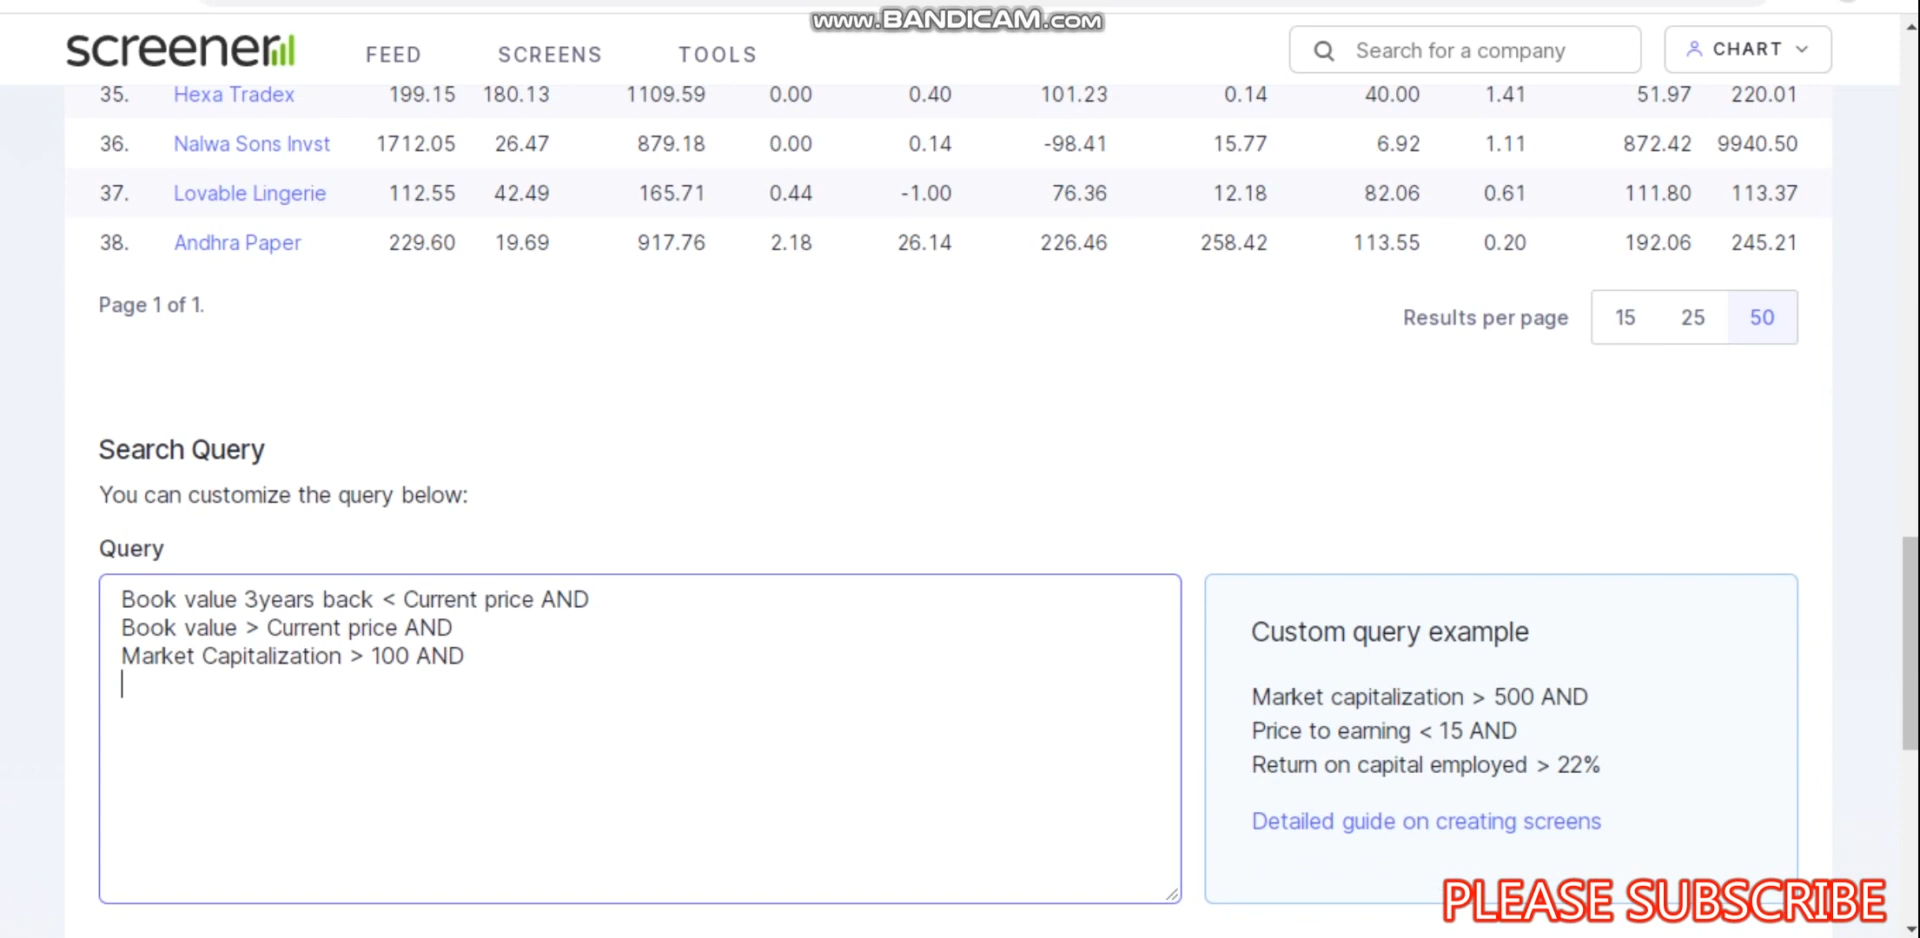 www.BANDICAM.com
screener
FEED SCREENS TOOLS Search for a company CHART
35. Hexa Tradex 199.15 180.13 1109.59 0.00 0.40 101.23 0.14 40.00 1.41 51.97 220.01
36. Nalwa Sons Invst 1712.05 26.47 879.18 0.00 0.14 -98.41 15.77 6.92 1.11 872.42 9940.50
37. Lovable Lingerie 112.55 42.49 165.71 0.44 -1.00 76.36 12.18 82.06 0.61 111.80 113.37
38. Andhra Paper 229.60 19.69 917.76 2.18 26.14 226.46 258.42 113.55 0.20 192.06 245.21
Page 1 of 1.
Results per page 15 25 50
Search Query
You can customize the query below:
Query
Book value 3years back < Current price AND
Book value > Current price AND
Market Capitalization > 100 AND
Custom query example
Market capitalization > 500 AND
Price to earning < 15 AND
Return on capital employed > 22%
Detailed guide on creating screens
PLEASE SUBSCRIBE